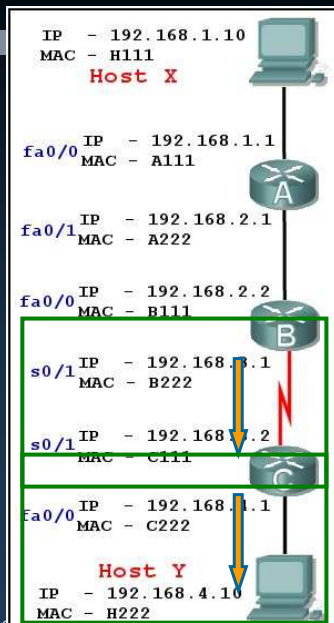 IP - 192.168.1.10
MAC - H111
Host X
IP - 192.168.1.1
fa0/0
MAC - A111
A
IP - 192.168.2.1
fa0/1
MAC - A222
IP - 192.168.2.2
fa0/0
MAC - B111
B
IP - 192.168.3.1
s0/1
MAC - B222
IP - 192.168 .2
s0/1
MAC - C111
C
IP - 192.168.4.1
fa0/0
MAC - C222
Host Y
IP - 192.168.4.10
MAC - H222